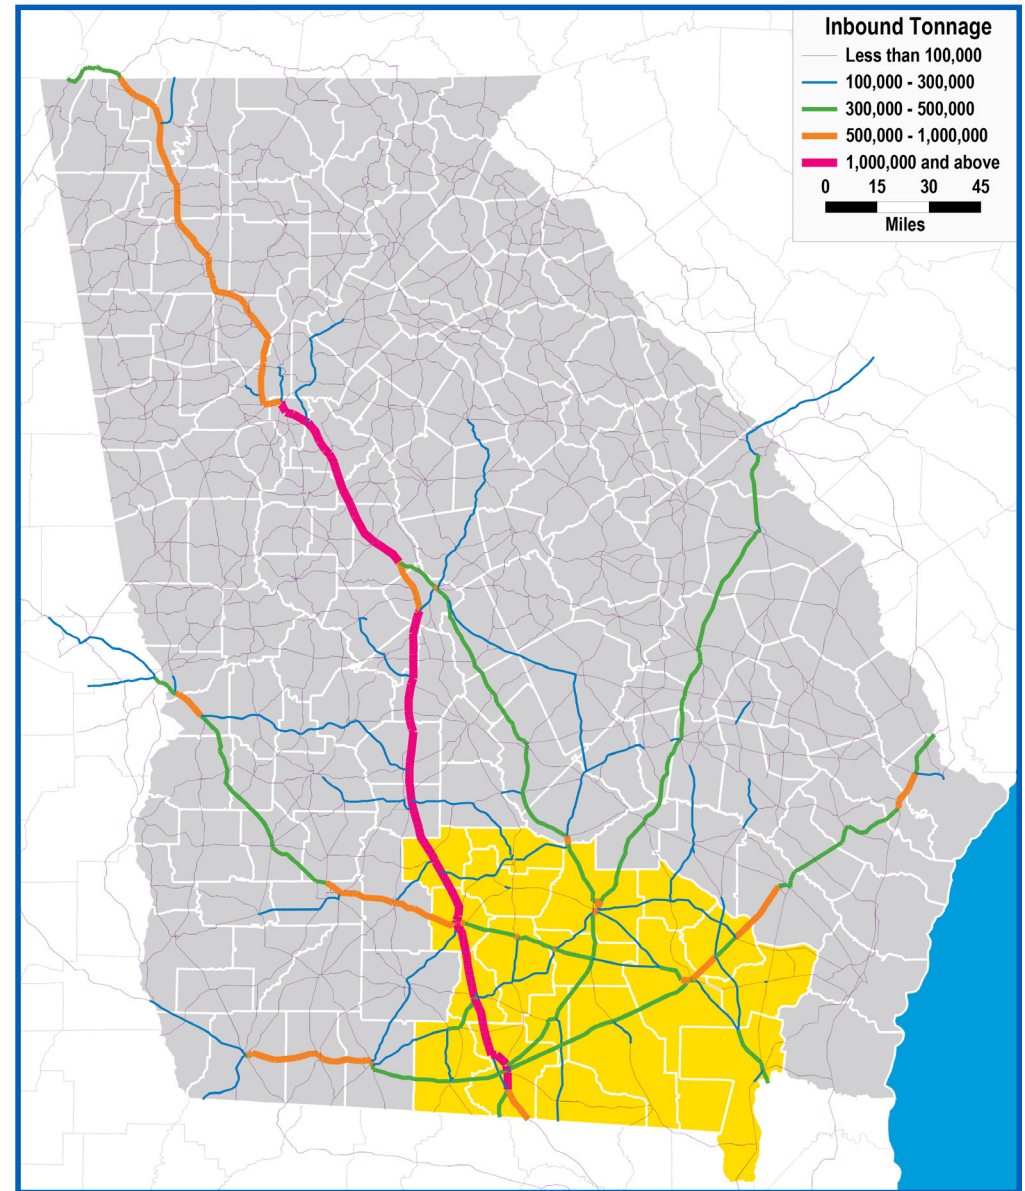 Inbound Tonnage
Less than 100,000
100,000 - 300,000
300,000 - 500,000
500,000 - 1,000,000
1,000,000 and above
0 15 30 45
Miles